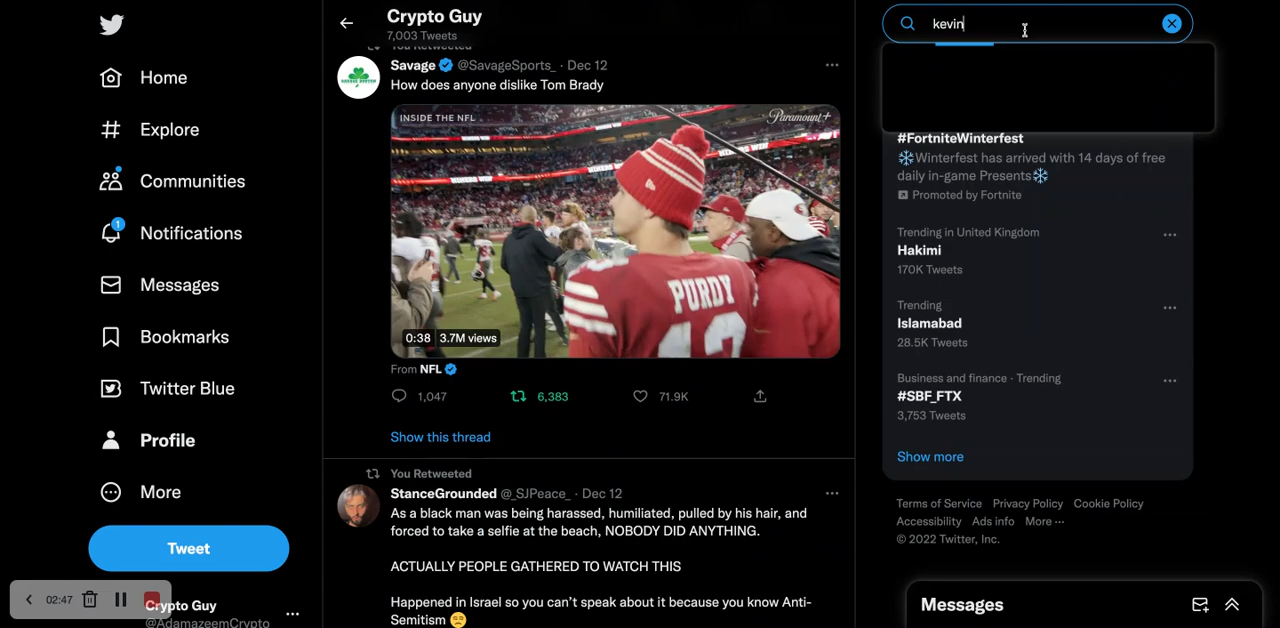 Home
Explore
Communities
1
Notifications
Messages
Bookmarks
Twitter Blue
Profile
More
Tweet
02:47
Crypto Guy
@AdamazeemCrypto
Crypto Guy
7,003 Tweets
You Retweeted
Savage @SavageSports_ · Dec 12
How does anyone dislike Tom Brady
INSIDE THE NFL
Paramount+
PURDY
0:38 3.7M views
From NFL
1,047 6,383 71.9K
Show this thread
You Retweeted
StanceGrounded @_SJPeace_ · Dec 12
As a black man was being harassed, humiliated, pulled by his hair, and
forced to take a selfie at the beach, NOBODY DID ANYTHING.
ACTUALLY PEOPLE GATHERED TO WATCH THIS
Happened in Israel so you can't speak about it because you know Anti-
Semitism 😔
kevin
#FortniteWinterfest
❄️Winterfest has arrived with 14 days of free
daily in-game Presents❄️
Promoted by Fortnite
Trending in United Kingdom
Hakimi
170K Tweets
Trending
Islamabad
28.5K Tweets
Business and finance · Trending
#SBF_FTX
3,753 Tweets
Show more
Terms of Service Privacy Policy Cookie Policy
Accessibility Ads info More ···
© 2022 Twitter, Inc.
Messages